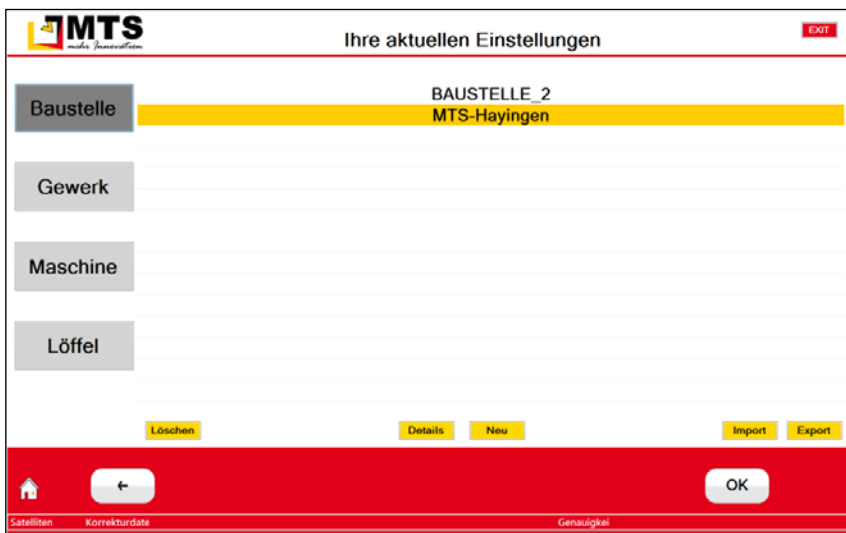 MTS
mehr Innovation
Ihre aktuellen Einstellungen
EXIT
Baustelle
BAUSTELLE_2
MTS-Hayingen
Gewerk
Maschine
Löffel
Löschen
Details
Neu
Import
Export
←
OK
Satelliten
Korrekturdate
Genauigkei